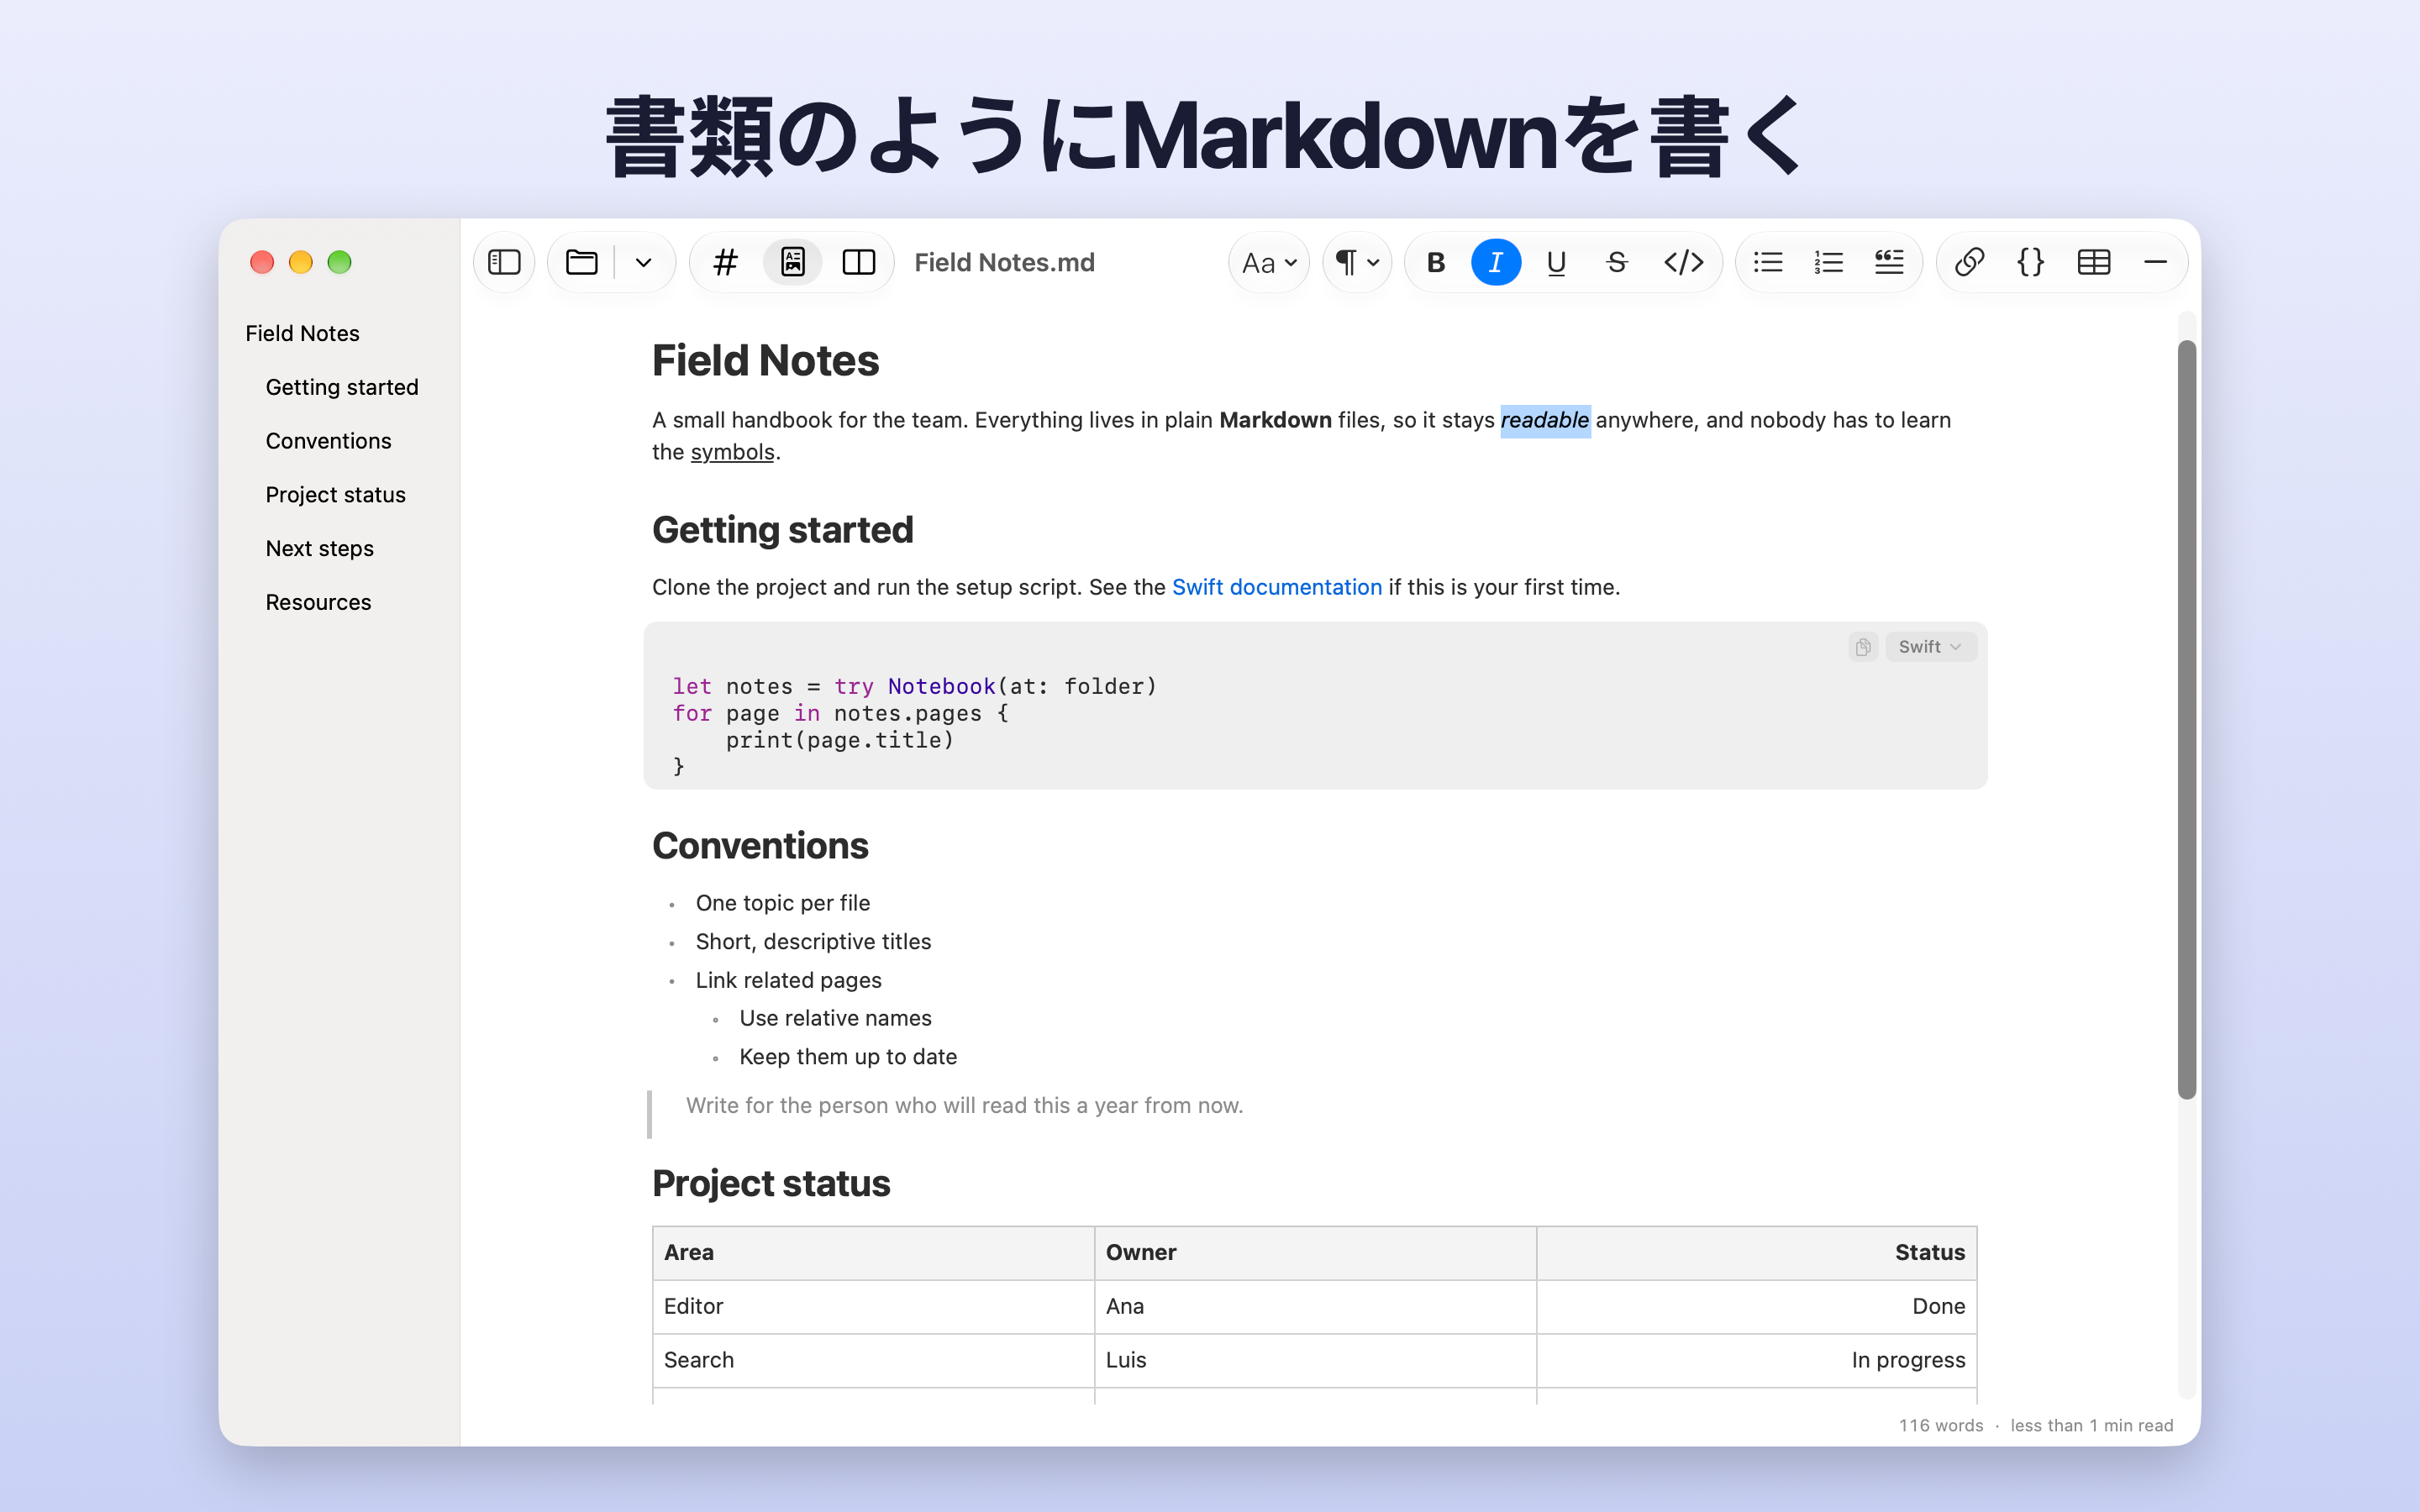 書類のようにMarkdownを書く
Field Notes.md
Aa
B I U S </>
{}
Field Notes
Getting started
Conventions
Project status
Next steps
Resources
Field Notes
A small handbook for the team. Everything lives in plain Markdown files, so it stays readable anywhere, and nobody has to learn
the symbols.
Getting started
Clone the project and run the setup script. See the Swift documentation if this is your first time.
Swift
let notes = try Notebook(at: folder)
for page in notes.pages {
    print(page.title)
}
Conventions
• One topic per file
• Short, descriptive titles
• Link related pages
◦ Use relative names
◦ Keep them up to date
Write for the person who will read this a year from now.
Project status
Area Owner Status
Editor Ana Done
Search Luis In progress
116 words · less than 1 min read